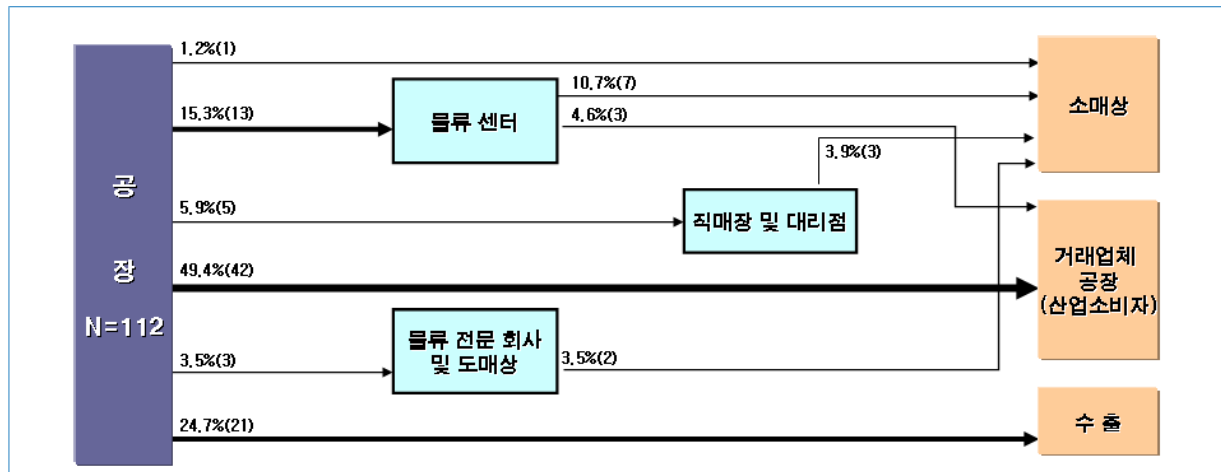 1.2%(1)
10.7%(7)
15.3%(13)
물류 센터
4.6%(3)
소매상
3.9%(3)
공
장
N=112
5.9%(5)
직매장 및 대리점
49.4%(42)
거래업체
공장
(산업소비자)
3.5%(3)
물류 전문 회사
및 도매상
3.5%(2)
24.7%(21)
수 출